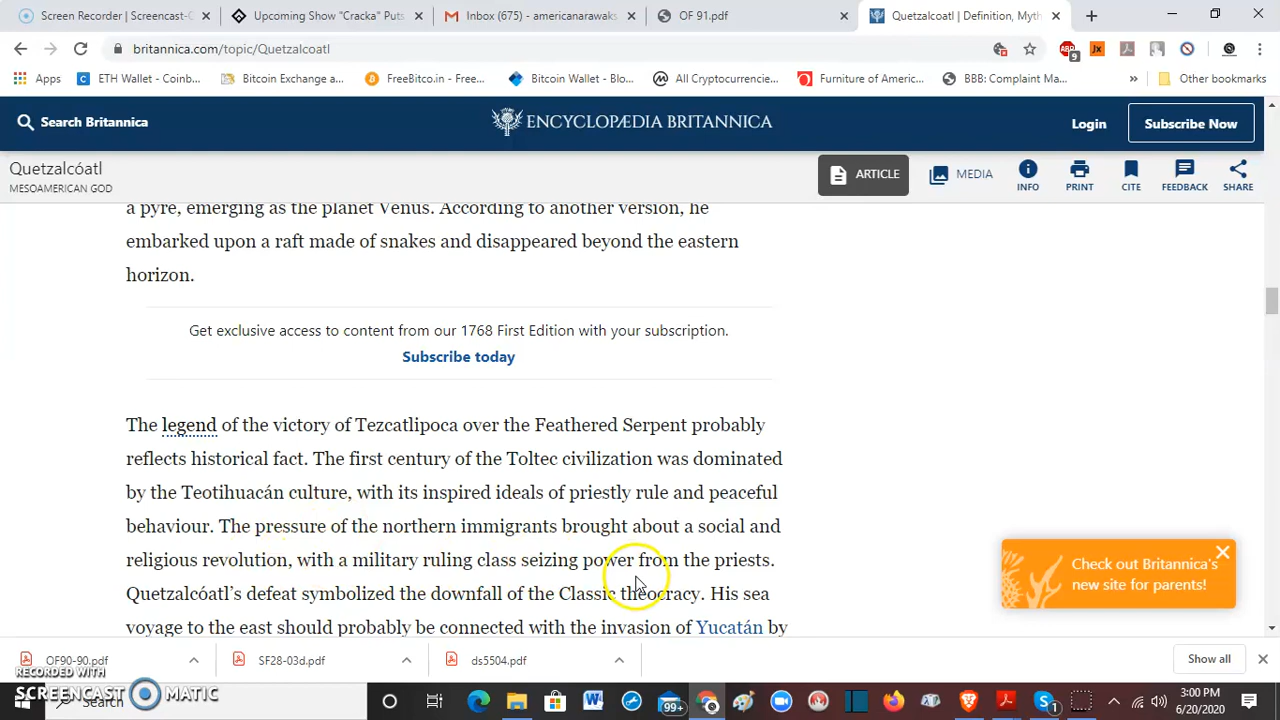 Screen Recorder | Screencast-O
Upcoming Show "Cracka" Puts
Inbox (675) - americanarawaks
OF 91.pdf
Quetzalcoatl | Definition, Myth
britannica.com/topic/Quetzalcoatl
ABP
9
Jx
Apps
ETH Wallet - Coinb...
Bitcoin Exchange a...
FreeBitco.in - Free...
Bitcoin Wallet - Blo...
All Cryptocurrencie...
Furniture of Americ...
BBB: Complaint Ma...
»
Other bookmarks
Search Britannica
ENCYCLOPÆDIA BRITANNICA
Login
Subscribe Now
Quetzalcóatl
MESOAMERICAN GOD
ARTICLE
MEDIA
INFO
PRINT
CITE
FEEDBACK
SHARE
a pyre, emerging as the planet Venus. According to another version, he
embarked upon a raft made of snakes and disappeared beyond the eastern
horizon.
Get exclusive access to content from our 1768 First Edition with your subscription.
Subscribe today
The legend of the victory of Tezcatlipoca over the Feathered Serpent probably
reflects historical fact. The first century of the Toltec civilization was dominated
by the Teotihuacán culture, with its inspired ideals of priestly rule and peaceful
behaviour. The pressure of the northern immigrants brought about a social and
religious revolution, with a military ruling class seizing power from the priests.
Quetzalcóatl's defeat symbolized the downfall of the Classic theocracy. His sea
voyage to the east should probably be connected with the invasion of Yucatán by
Check out Britannica's
new site for parents!
OF90-90.pdf
SF28-03d.pdf
ds5504.pdf
Show all
RECORDED WITH
SCREENCAST MATIC
Search
99+
1
3:00 PM
6/20/2020